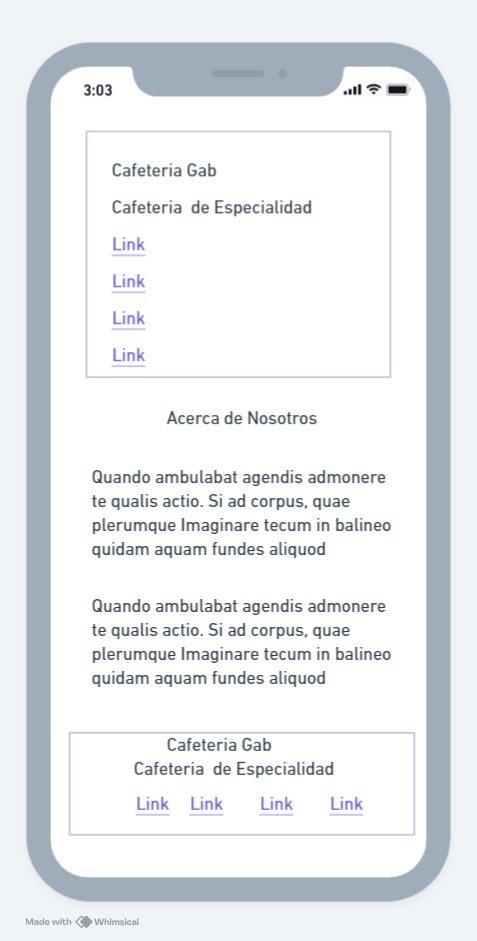 3:03
Cafeteria Gab
Cafeteria de Especialidad
Link
Link
Link
Link
Acerca de Nosotros
Quando ambulabat agendis admonere
te qualis actio. Si ad corpus, quae
plerumque Imaginare tecum in balineo
quidam aquam fundes aliquod
Quando ambulabat agendis admonere
te qualis actio. Si ad corpus, quae
plerumque Imaginare tecum in balineo
quidam aquam fundes aliquod
Cafeteria Gab
Cafeteria de Especialidad
Link Link Link Link
Made with Whimsical